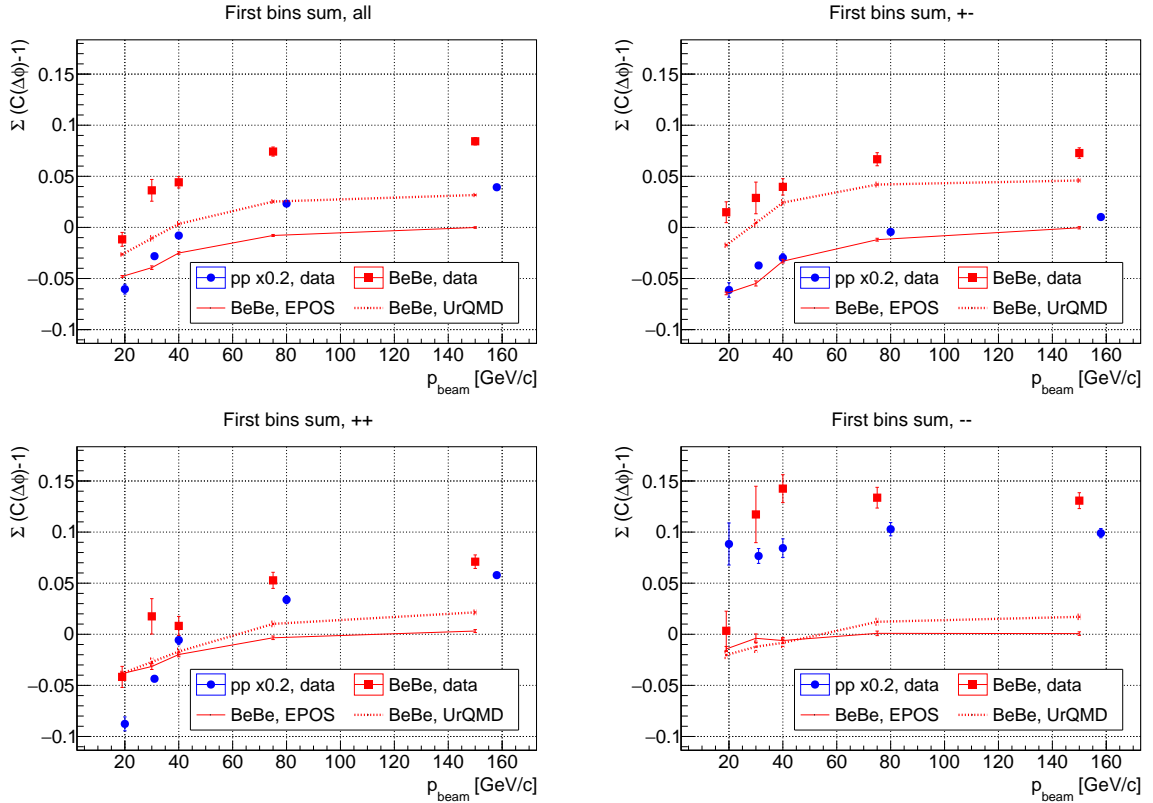 First bins sum, all
Σ (C(Δϕ)-1)
0.15
0.1
0.05
0
−0.05
−0.1
pp x0.2, data
BeBe, data
BeBe, EPOS
BeBe, UrQMD
20 40 60 80 100 120 140 160
p_beam [GeV/c]
First bins sum, +-
Σ (C(Δϕ)-1)
0.15
0.1
0.05
0
−0.05
−0.1
pp x0.2, data
BeBe, data
BeBe, EPOS
BeBe, UrQMD
20 40 60 80 100 120 140 160
p_beam [GeV/c]
First bins sum, ++
Σ (C(Δϕ)-1)
0.15
0.1
0.05
0
−0.05
−0.1
pp x0.2, data
BeBe, data
BeBe, EPOS
BeBe, UrQMD
20 40 60 80 100 120 140 160
p_beam [GeV/c]
First bins sum, --
Σ (C(Δϕ)-1)
0.15
0.1
0.05
0
−0.05
−0.1
pp x0.2, data
BeBe, data
BeBe, EPOS
BeBe, UrQMD
20 40 60 80 100 120 140 160
p_beam [GeV/c]